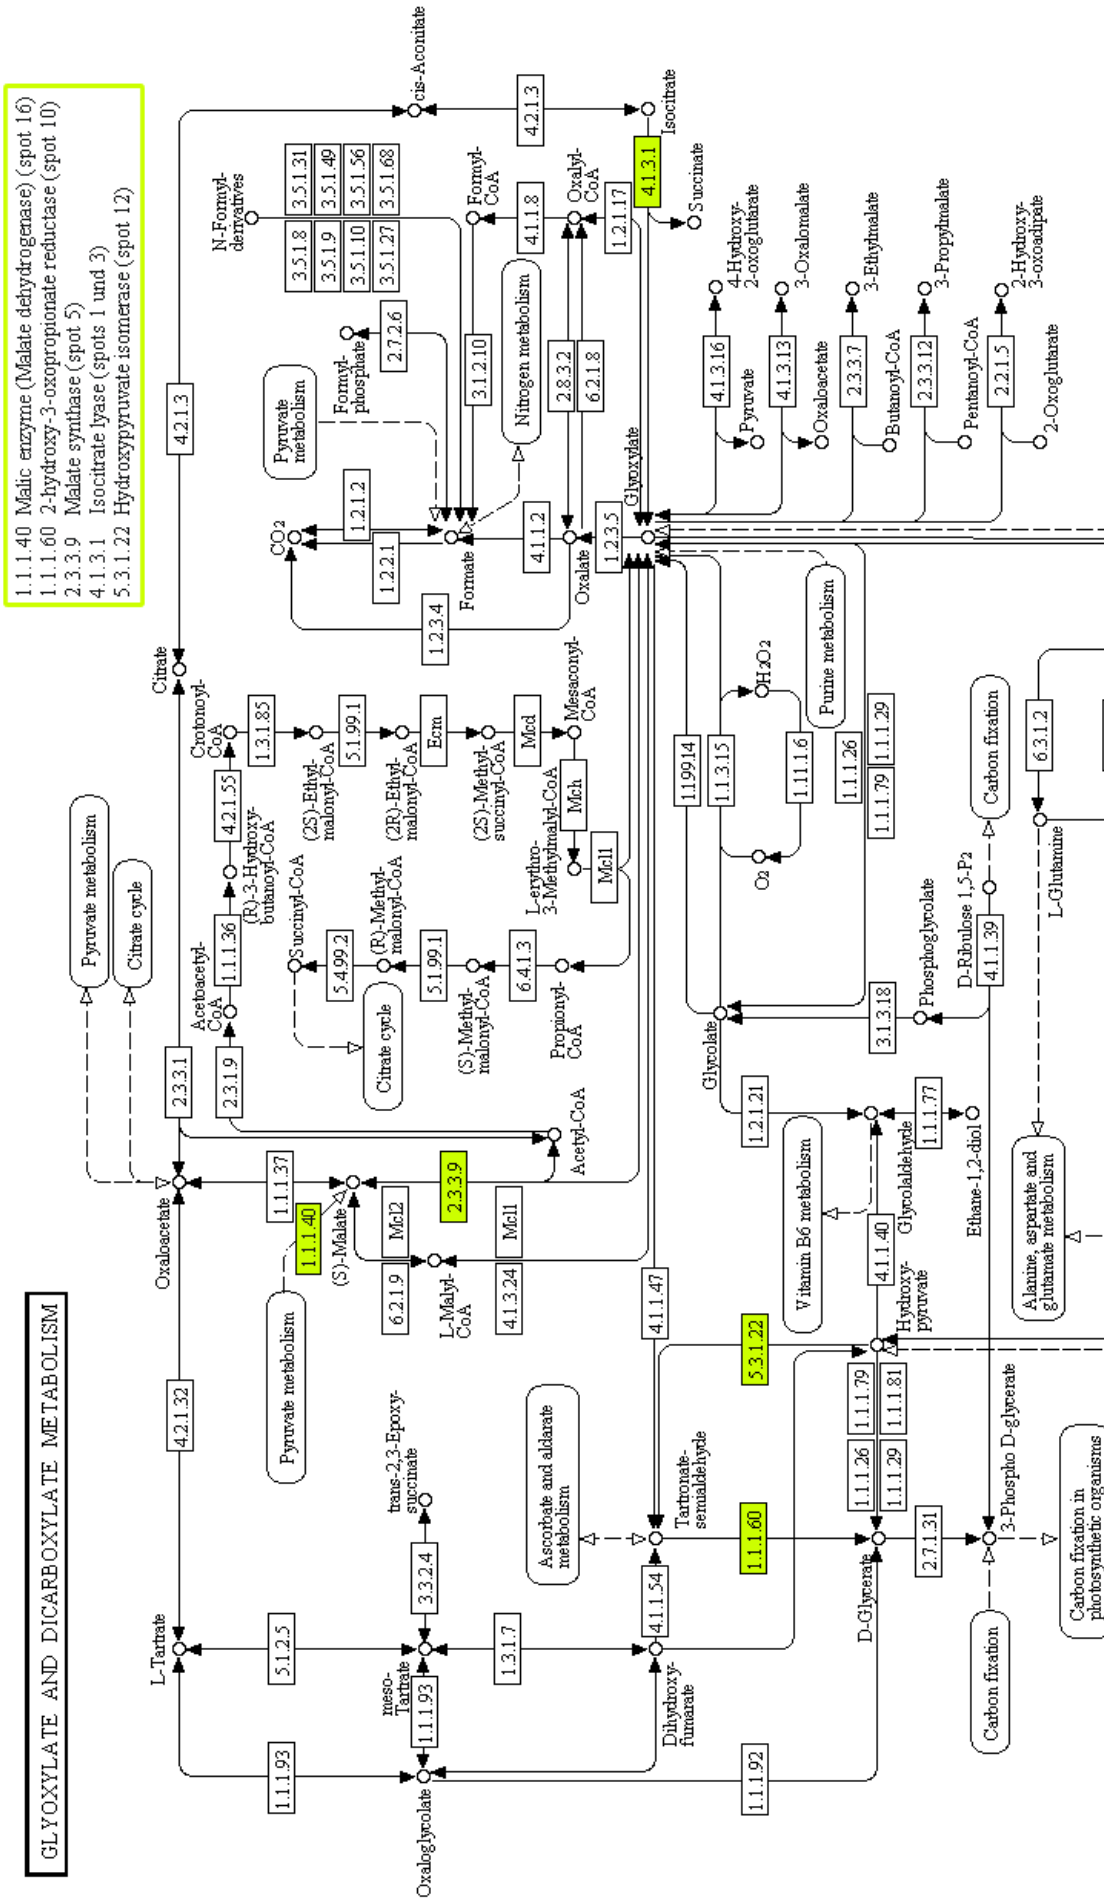 GLYOXYLATE AND DICARBOXYLATE METABOLISM
1.1.1.40 Malic enzyme (Malate dehydrogenase) (spot 16)
1.1.1.60 2-hydroxy-3-oxopropionate reductase (spot 10)
2.3.3.9 Malate synthase (spot 5)
4.1.3.1 Isocitrate lyase (spots 1 und 3)
5.3.1.22 Hydroxypyruvate isomerase (spot 12)
Pyruvate metabolism
Citrate cycle
L-Tartrate
4.2.1.32
Oxaloacetate
2.3.3.1
Citrate
4.2.1.3
cis-Aconitate
Acetoacetyl-
CoA
2.3.1.9
1.1.1.36
(R)-3-Hydroxy-
butanoyl-CoA
4.2.1.55
Crotonoyl-
CoA
1.3.1.85
N-Formyl-
derivatives
1.1.1.93
5.1.2.5
Pyruvate metabolism
1.1.1.40
1.1.1.37
(S)-Malate
Succinyl-CoA
5.4.99.2
Citrate cycle
(R)-Methyl-
malonyl-CoA
5.1.99.1
(S)-Methyl-
malonyl-CoA
6.4.1.3
Propionyl-
CoA
(2S)-Ethyl-
malonyl-CoA
5.1.99.1
(2R)-Ethyl-
malonyl-CoA
Ecm
(2S)-Methyl-
succinyl-CoA
Mcd
Mesaconyl-
CoA
Mch
L-erythro-
3-Methylmalyl-CoA
Mcl1
CO2
1.2.2.1
1.2.1.2
1.2.3.4
Pyruvate
metabolism
Formyl-
phosphate
2.7.2.6
3.5.1.8
3.5.1.31
3.5.1.9
3.5.1.49
3.5.1.10
3.5.1.56
3.5.1.27
3.5.1.68
4.2.1.3
Isocitrate
Oxaloglycolate
1.1.1.93
meso-
Tartrate
3.3.2.4
trans-2,3-Epoxy-
succinate
6.2.1.9
Mcl2
2.3.3.9
L-Malyl-
CoA
4.1.3.24
Mcl1
Acetyl-CoA
Formate
3.1.2.10
Formyl-
CoA
Nitrogen metabolism
4.1.1.2
4.1.8
Oxalate
2.8.3.2
6.2.1.8
Oxalyl-
CoA
1.2.3.5
1.2.1.17
Glyoxylate
4.1.3.1
Succinate
1.3.1.7
Ascorbate and aldarate
metabolism
Dihydroxy-
fumarate
4.1.1.54
Tartronate-
semialdehyde
4.1.1.47
Glycolate
1.1.99.14
1.1.3.15
H2O2
O2
1.11.1.6
Purine metabolism
1.1.1.26
1.1.1.79
1.1.1.29
4.1.3.16
4-Hydroxy-
2-oxoglutarate
Pyruvate
4.1.3.13
3-Oxalomalate
Oxaloacetate
2.3.3.7
3-Ethylmalate
Butanoyl-CoA
2.3.3.12
3-Propylmalate
Pentanoyl-CoA
2.2.1.5
2-Hydroxy-
3-oxoadipate
2-Oxoglutarate
1.1.1.92
1.1.1.60
5.3.1.22
1.2.1.21
Vitamin B6 metabolism
D-Glycerate
1.1.1.26
1.1.1.79
1.1.1.29
1.1.1.81
Hydroxy-
pyruvate
4.1.1.40
Glycolaldehyde
3.1.3.18
Phosphoglycolate
2.7.1.31
1.1.1.77
Ethane-1,2-diol
D-Ribulose 1,5-P2
4.1.1.39
Carbon fixation
Carbon fixation
3-Phospho D-glycerate
Alanine, aspartate and
glutamate metabolism
L-Glutamine
6.3.1.2
Carbon fixation in
photosynthetic organisms